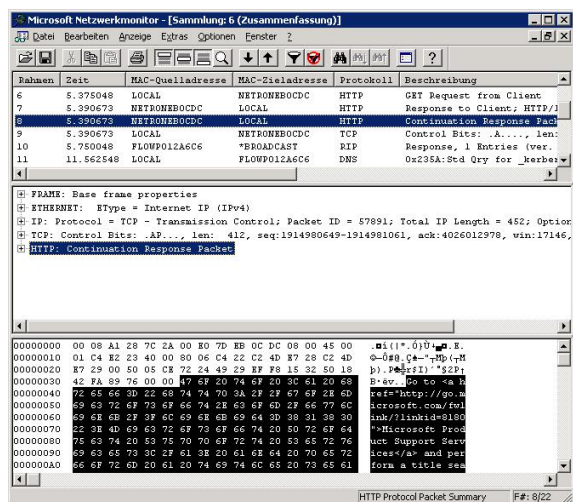 Microsoft Netzwerkmonitor - [Sammlung: 6 (Zusammenfassung)]
Datei Bearbeiten Anzeige Extras Optionen Fenster ?
Rahmen Zeit MAC-Quelladresse MAC-Zieladresse Protokoll Beschreibung
6 5.375048 LOCAL NETRONEBOCDC HTTP GET Request from Client
7 5.390673 NETRONEBOCDC LOCAL HTTP Response to Client; HTTP/1
8 5.390673 NETRONEBOCDC LOCAL HTTP Continuation Response Pack
9 5.390673 LOCAL NETRONEBOCDC TCP Control Bits: .A...., len:
10 5.750048 FLOWP012A6C6 *BROADCAST RIP Response, 1 Entries (ver.
11 11.562548 LOCAL FLOWP012A6C6 DNS 0x235A:Std Qry for _kerber
FRAME: Base frame properties
ETHERNET: EType = Internet IP (IPv4)
IP: Protocol = TCP - Transmission Control; Packet ID = 57891; Total IP Length = 452; Option
TCP: Control Bits: .AP..., len: 412, seq:1914980649-1914981061, ack:4026012978, win:17146,
HTTP: Continuation Response Packet
00000000 00 08 A1 28 7C 2A 00 E0 7D EB 0C DC 08 00 45 00
00000010 01 C4 E2 23 40 00 80 06 C4 22 C2 4D E7 28 C2 4D
00000020 E7 29 00 50 05 CE 72 24 49 29 EF F8 15 32 50 18
00000030 42 FA 89 76 00 00 47 6F 20 74 6F 20 3C 61 20 68 Go to <a h
00000040 72 65 66 3D 22 68 74 74 70 3A 2F 2F 67 6F 2E 6D ref="http://go.m
00000050 69 63 72 6F 73 6F 66 74 2E 63 6F 6D 2F 66 77 6C icrosoft.com/fwl
00000060 69 6E 6B 2F 3F 6C 69 6E 6B 69 64 3D 38 31 38 30 ink/?linkid=8180
00000070 22 3E 4D 69 63 72 6F 73 6F 66 74 20 50 72 6F 64 ">Microsoft Prod
00000080 75 63 74 20 53 75 70 70 6F 72 74 20 53 65 72 76 uct Support Serv
00000090 69 63 65 73 3C 2F 61 3E 20 61 6E 64 20 70 65 72 ices</a> and per
000000A0 66 6F 72 6D 20 61 20 74 69 74 6C 65 20 73 65 61 form a title sea
HTTP Protocol Packet Summary F#: 8/22